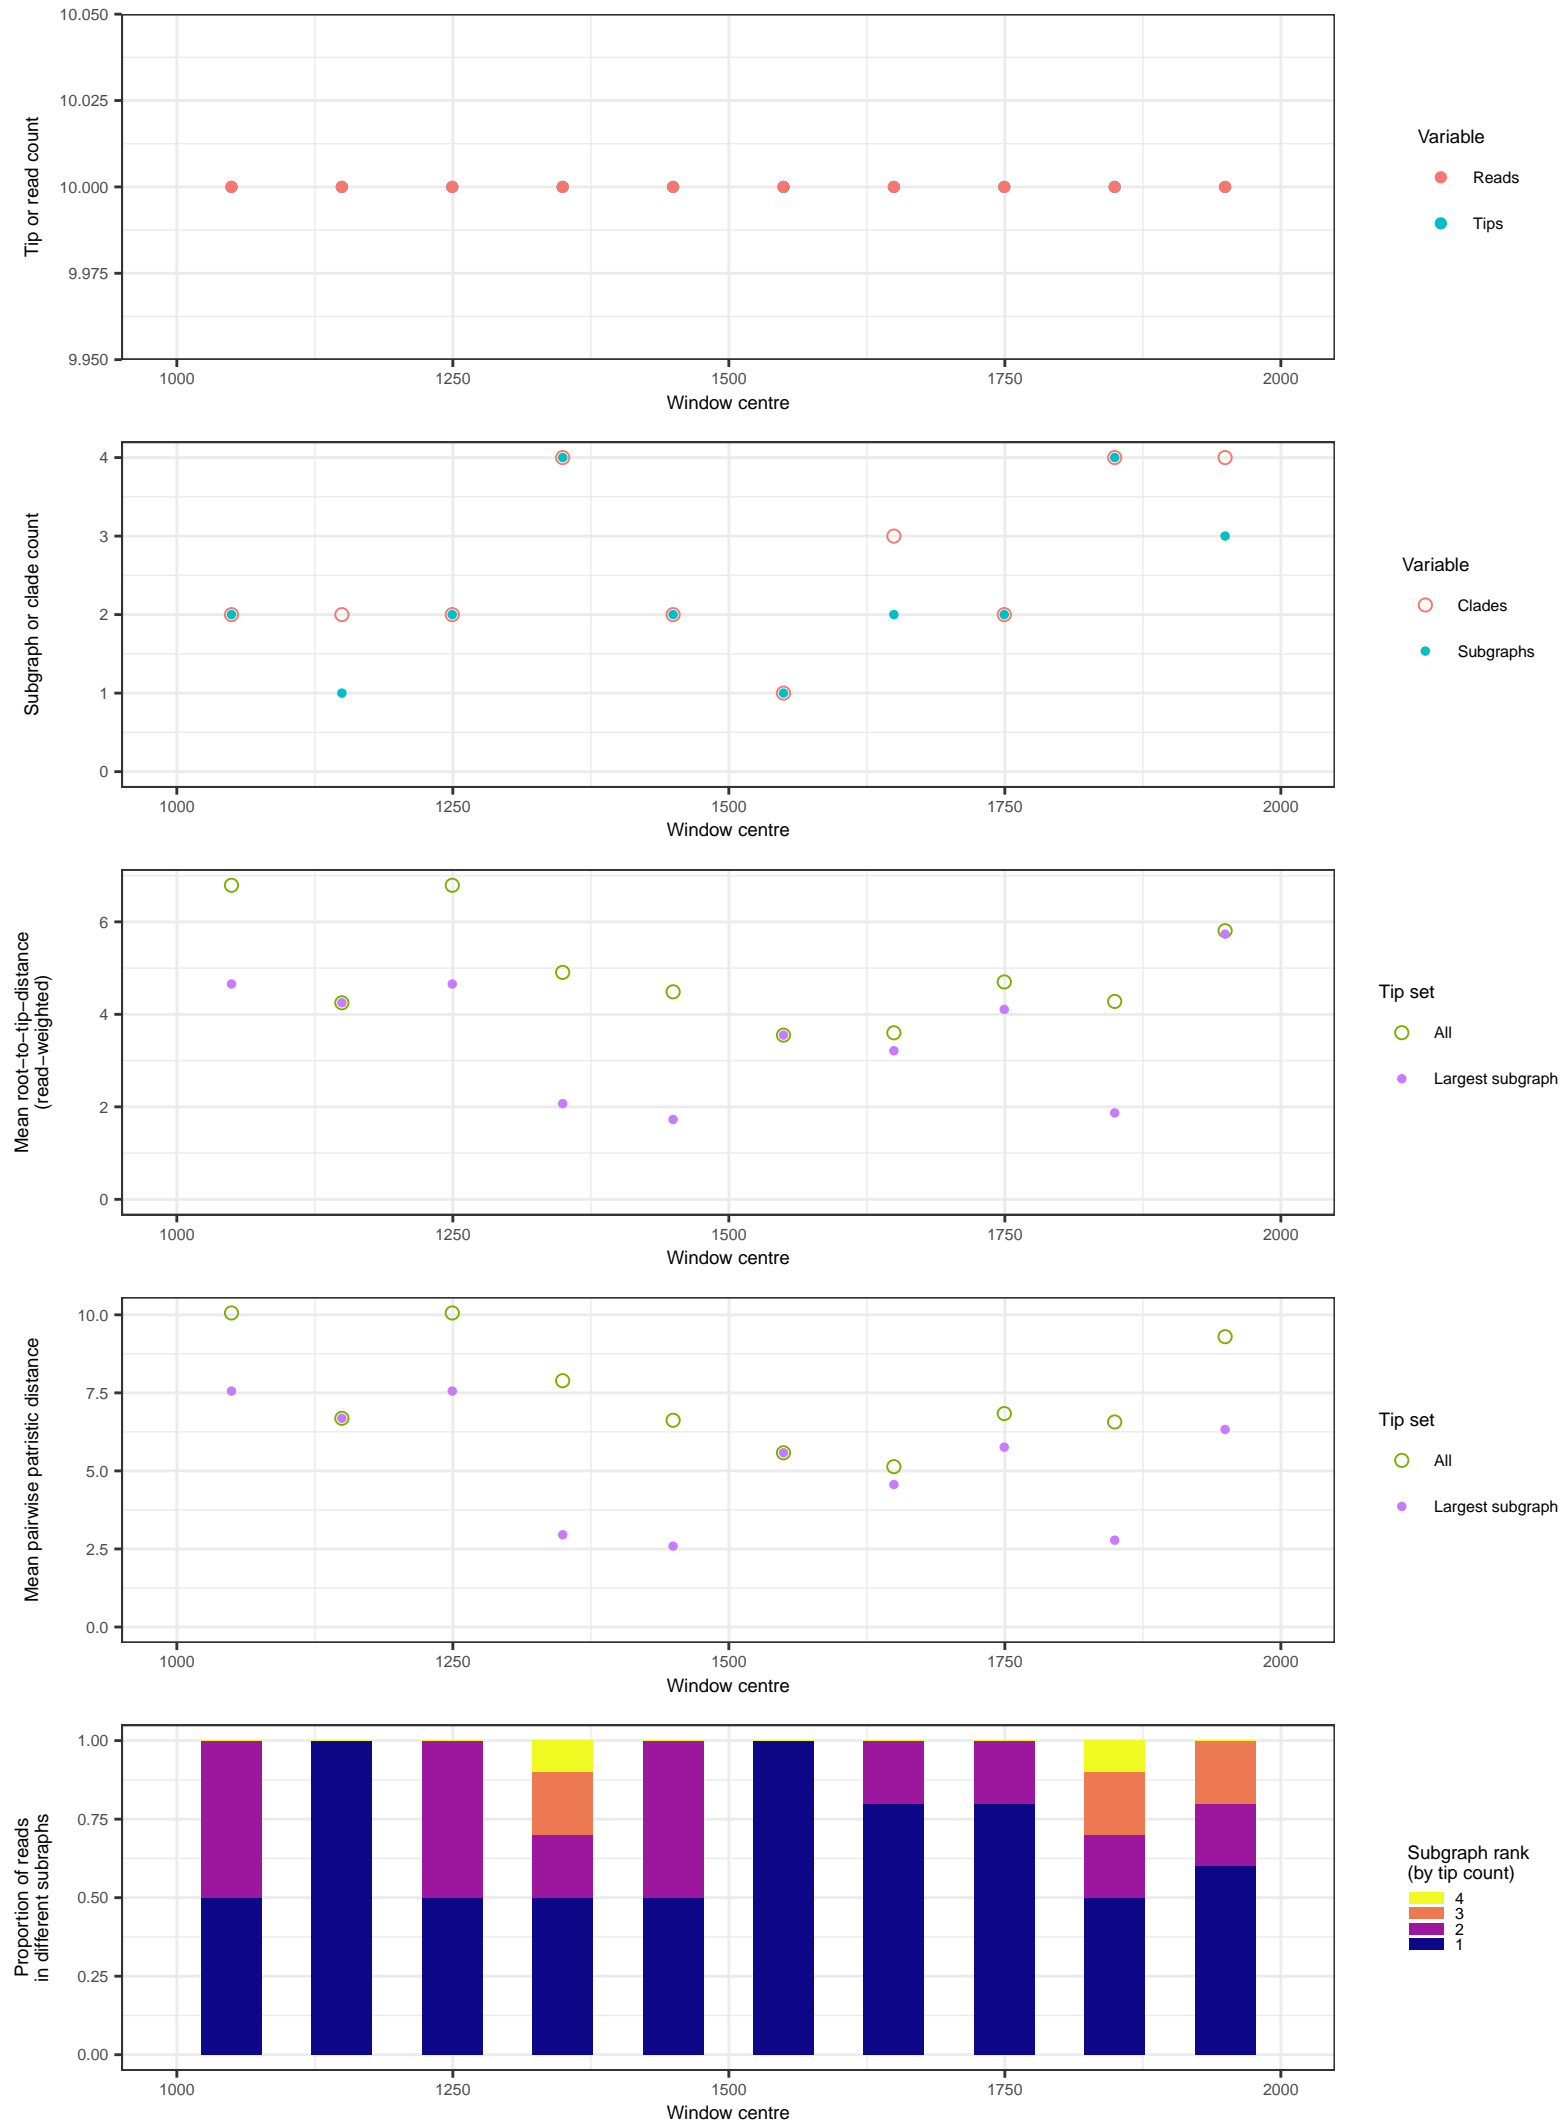 10.050
10.025
10.000
9.975
9.950
Tip or read count
1000
1250
1500
1750
2000
Window centre
Variable
Reads
Tips
4
3
2
1
0
Subgraph or clade count
1000
1250
1500
1750
2000
Window centre
Variable
Clades
Subgraphs
6
4
2
0
Mean root−to−tip−distance
(read−weighted)
1000
1250
1500
1750
2000
Window centre
Tip set
All
Largest subgraph
10.0
7.5
5.0
2.5
0.0
Mean pairwise patristic distance
1000
1250
1500
1750
2000
Window centre
Tip set
All
Largest subgraph
1.00
0.75
0.50
0.25
0.00
Proportion of reads
in different subraphs
1000
1250
1500
1750
2000
Window centre
Subgraph rank
(by tip count)
4
3
2
1